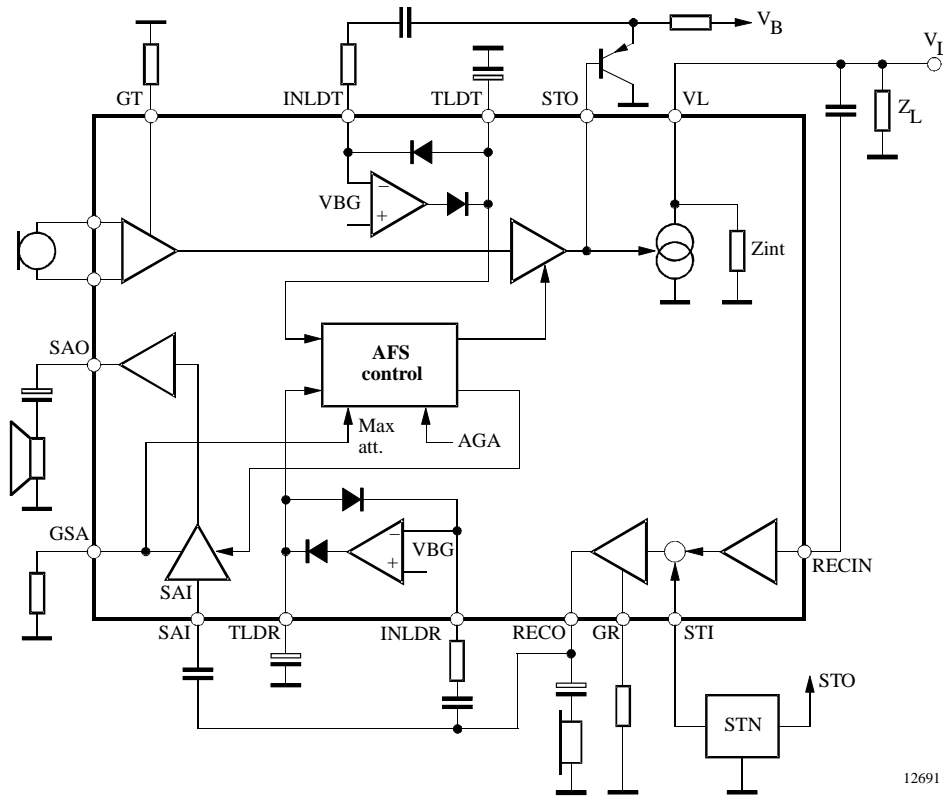 V_B
V_L
GT
INLDT
TLDT
STO
VL
Z_L
VBG
−
+
Zint
SAO
AFS
control
Max
att.
AGA
GSA
−
VBG
+
SAI
RECIN
SAI
TLDR
INLDR
RECO
GR
STI
STO
STN
12691